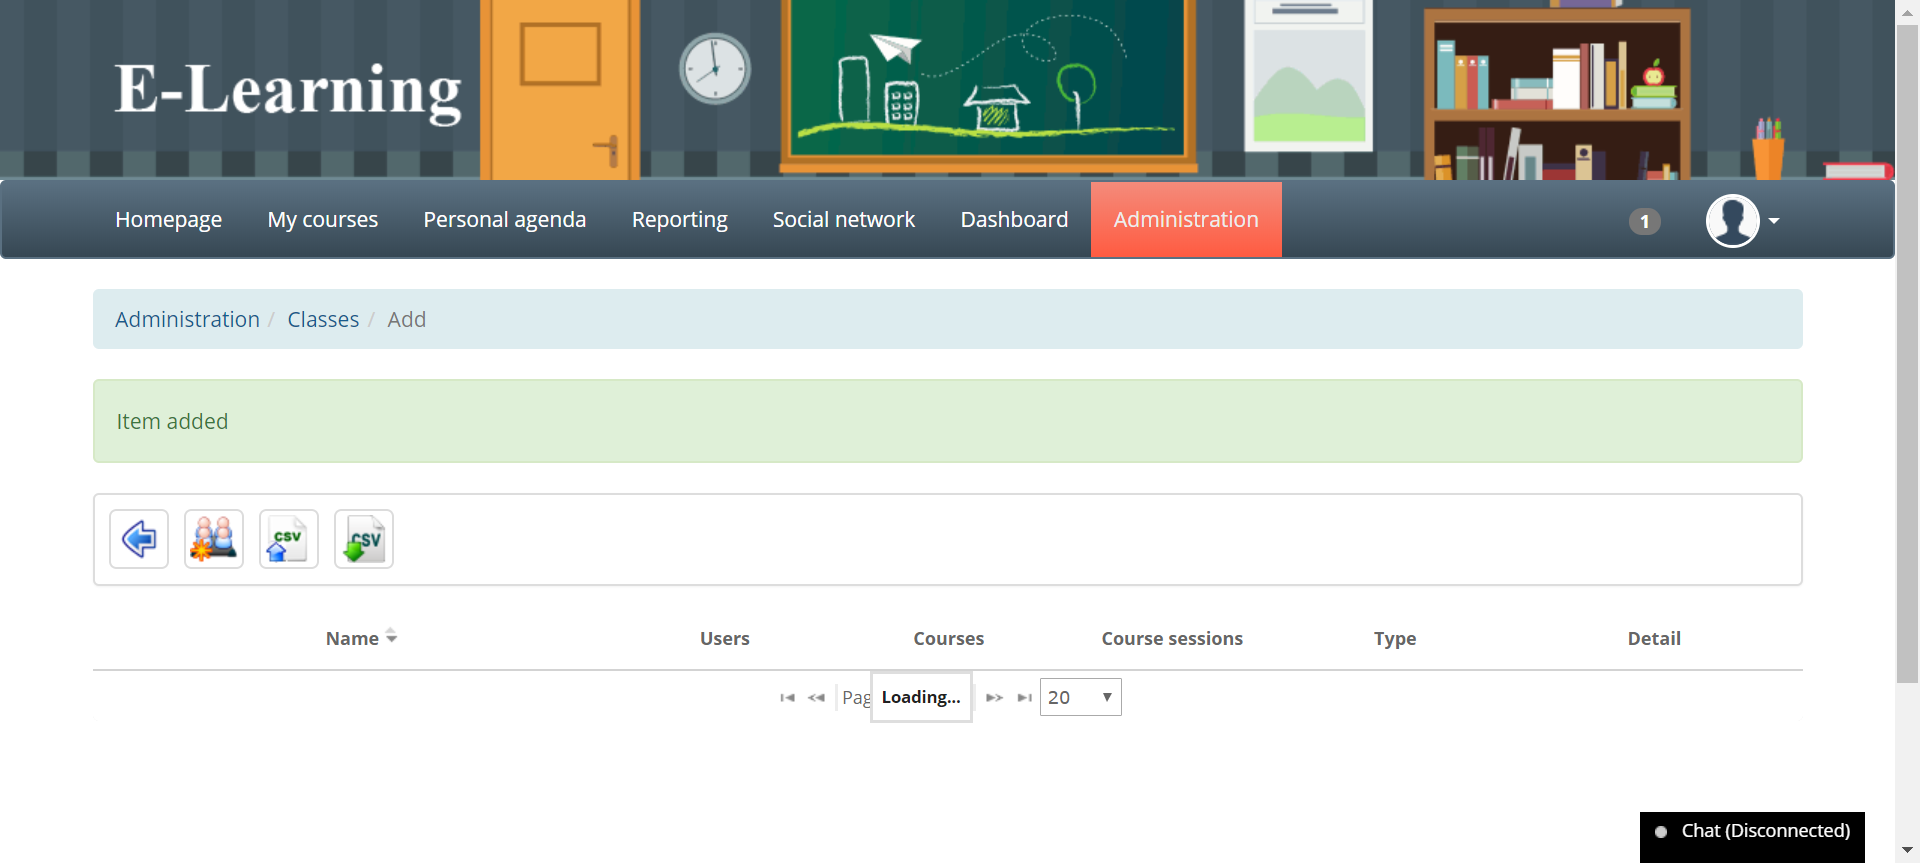 E-Learning
Homepage My courses Personal agenda Reporting Social network Dashboard Administration 1
Administration / Classes / Add
Item added
csv CSV
Name Users Courses Course sessions Type Detail
Loading... 20
Chat (Disconnected)